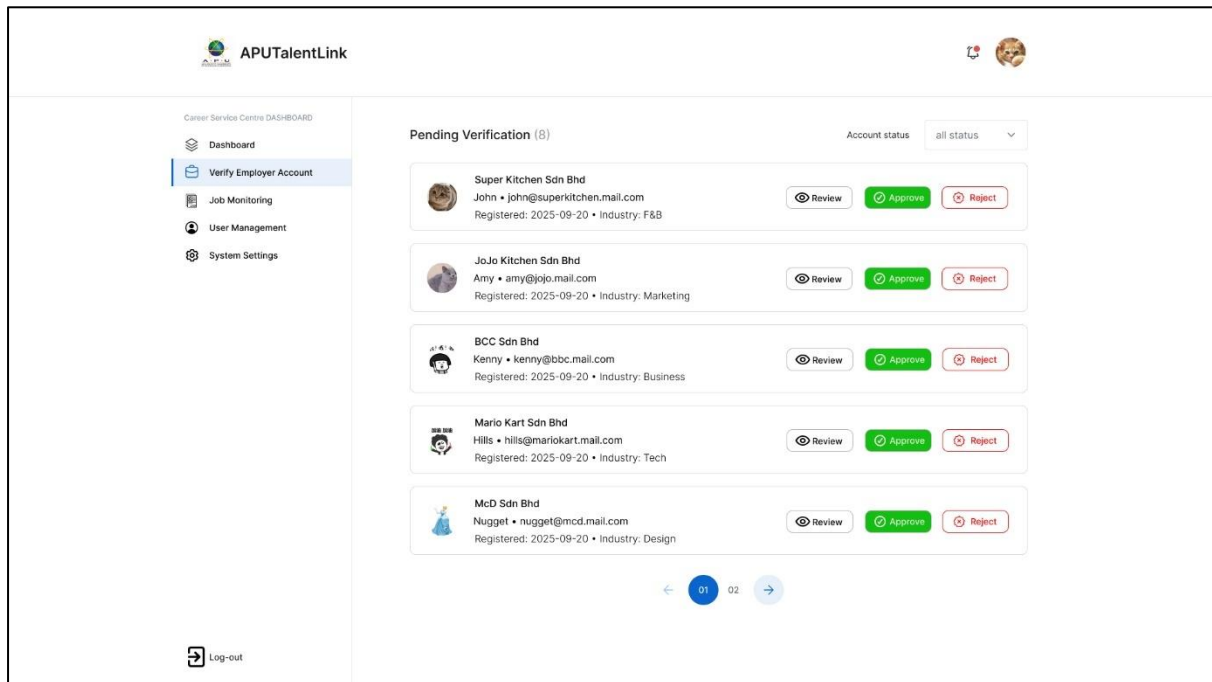 A·P·U
APUTalentLink
Career Service Centre DASHBOARD
Dashboard
Verify Employer Account
Job Monitoring
User Management
System Settings
Log-out
Pending Verification (8)
Account status
all status
Super Kitchen Sdn Bhd
John • john@superkitchen.mail.com
Registered: 2025-09-20 • Industry: F&B
Review Approve Reject
JoJo Kitchen Sdn Bhd
Amy • amy@jojo.mail.com
Registered: 2025-09-20 • Industry: Marketing
Review Approve Reject
BCC Sdn Bhd
Kenny • kenny@bbc.mail.com
Registered: 2025-09-20 • Industry: Business
Review Approve Reject
Mario Kart Sdn Bhd
Hills • hills@mariokart.mail.com
Registered: 2025-09-20 • Industry: Tech
Review Approve Reject
McD Sdn Bhd
Nugget • nugget@mcd.mail.com
Registered: 2025-09-20 • Industry: Design
Review Approve Reject
01 02